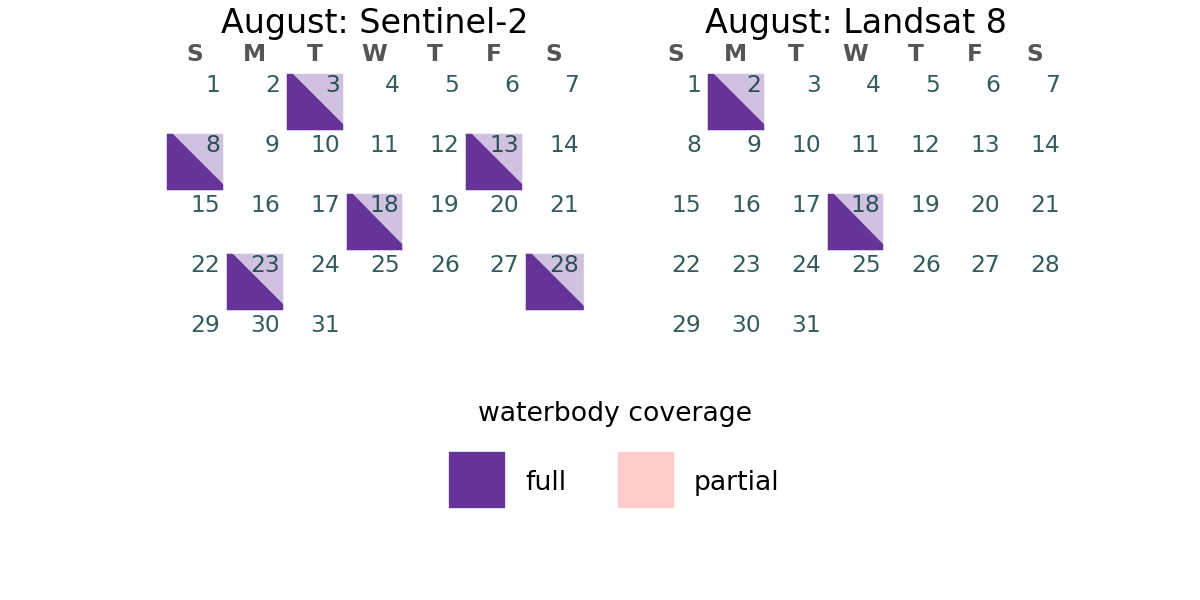 August: Sentinel-2
S M T W T F S
1 2 3 4 5 6 7
8 9 10 11 12 13 14
15 16 17 18 19 20 21
22 23 24 25 26 27 28
29 30 31
August: Landsat 8
S M T W T F S
1 2 3 4 5 6 7
8 9 10 11 12 13 14
15 16 17 18 19 20 21
22 23 24 25 26 27 28
29 30 31
waterbody coverage
full partial